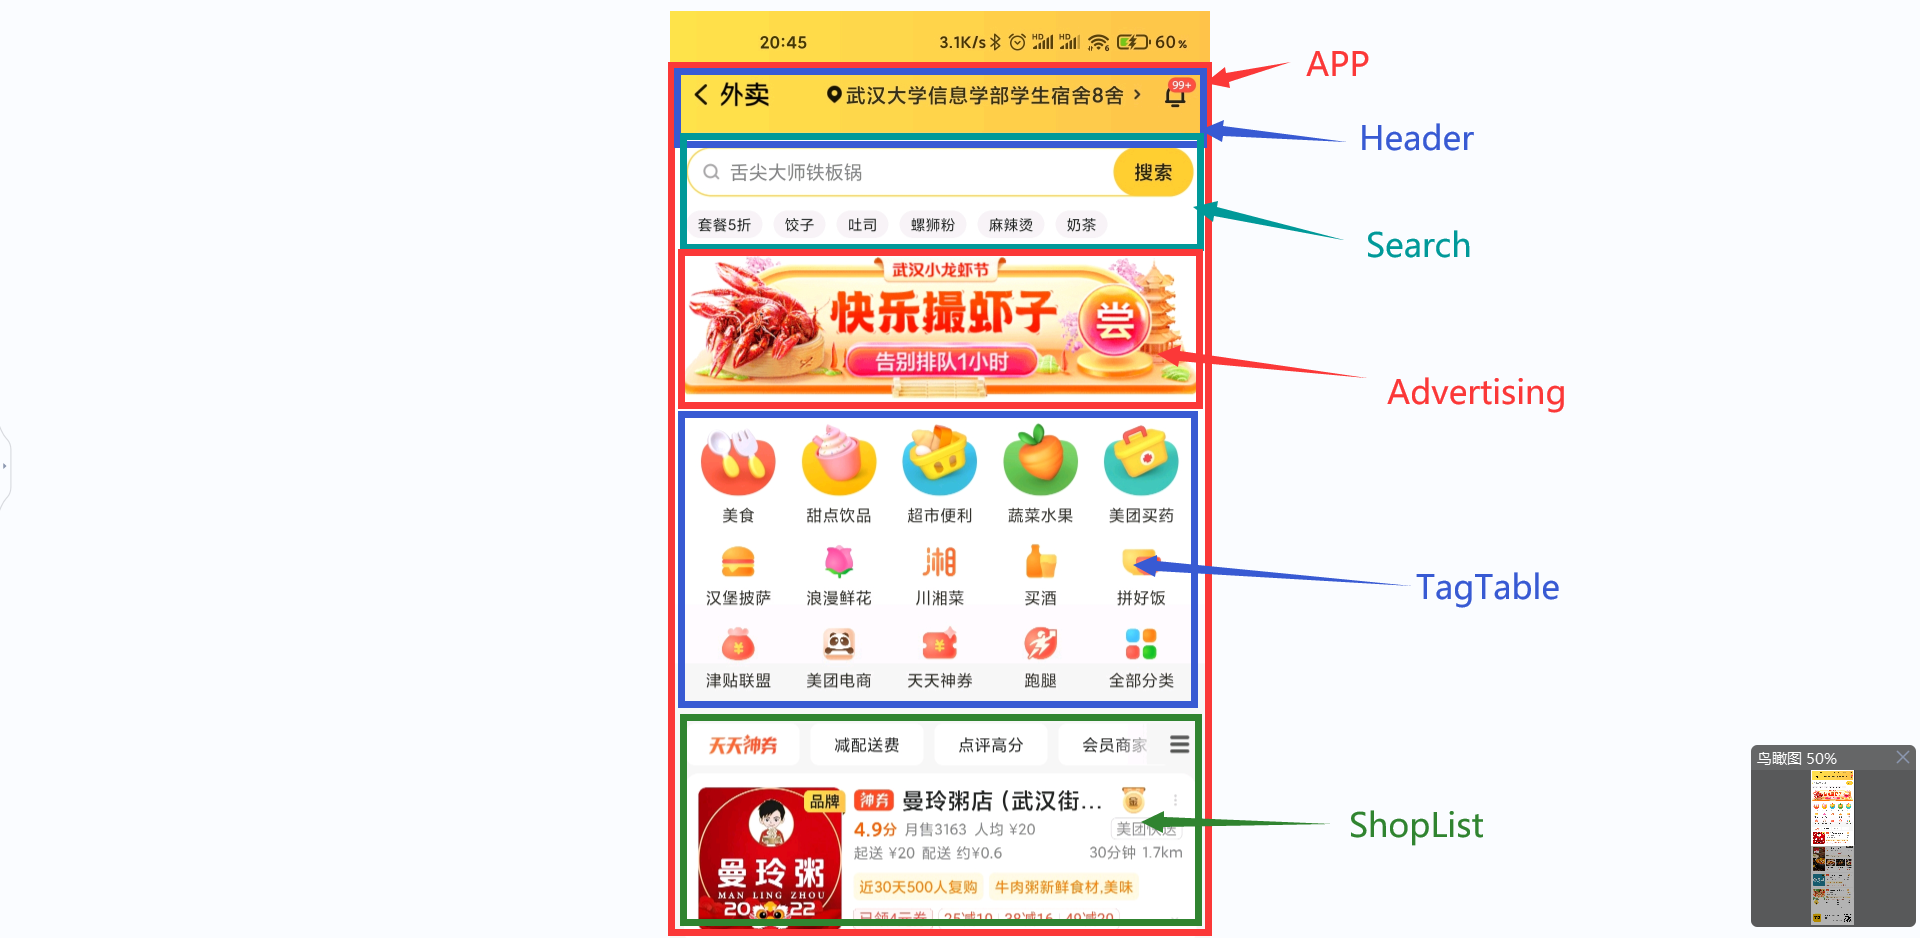 20:45
3.1K/s HD HD 6 60%
APP
外卖
武汉大学信息学部学生宿舍8舍
99+
Header
舌尖大师铁板锅
搜索
套餐5折 饺子 吐司 螺狮粉 麻辣烫 奶茶
Search
武汉小龙虾节
快乐撮虾子
尝
告别排队1小时
Advertising
美食 甜点饮品 超市便利 蔬菜水果 美团买药
湘
汉堡披萨 浪漫鲜花 川湘菜 买酒 拼好饭
TagTable
¥ ¥
津贴联盟 美团电商 天天神券 跑腿 全部分类
天天神券 减配送费 点评高分 会员商家
品牌
神券 曼玲粥店（武汉街...
金
4.9分 月售3163 人均 ¥20
美团快送
起送 ¥20 配送 约¥0.6
30分钟 1.7km
ShopList
曼玲粥
MAN LING ZHOU
2022
近30天500人复购 牛肉粥新鲜食材,美味
已领4元券 25减10 38减16 49减20
鸟瞰图 50%